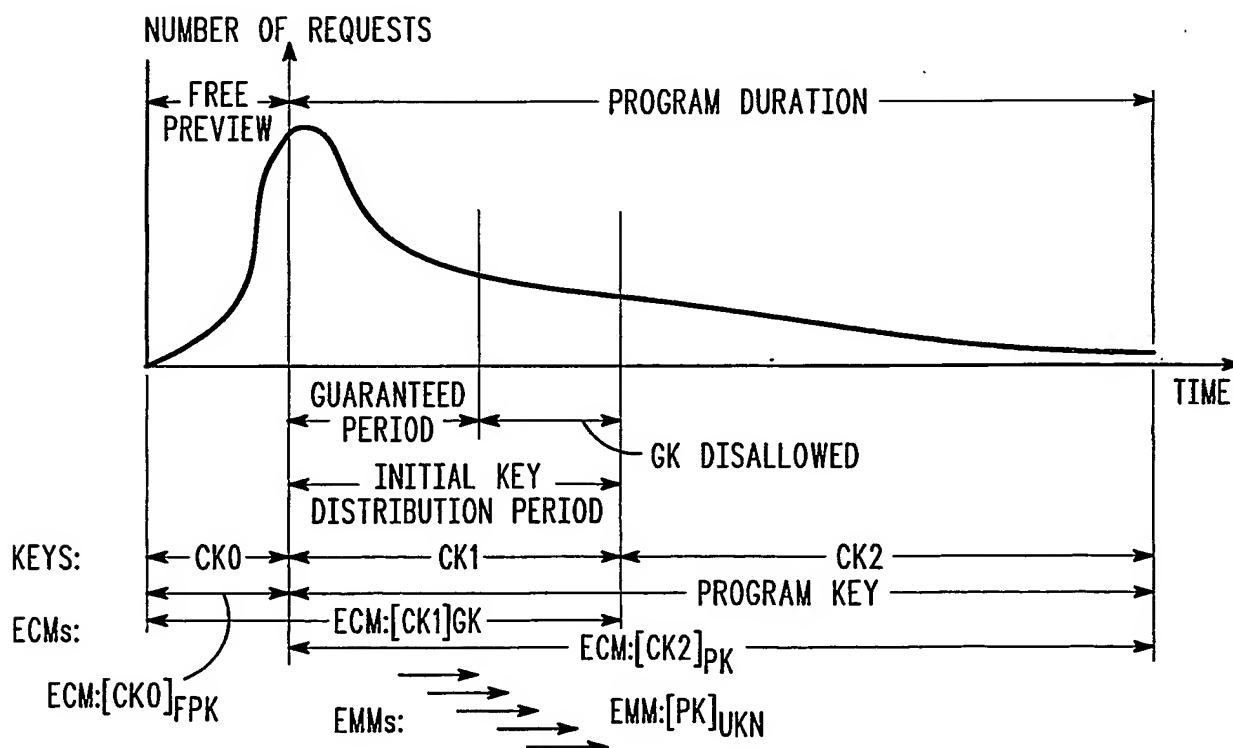 NUMBER OF REQUESTS
FREE
PREVIEW
PROGRAM DURATION
TIME
GUARANTEED
PERIOD
GK DISALLOWED
INITIAL KEY
DISTRIBUTION PERIOD
KEYS: CK0 CK1 CK2
PROGRAM KEY
ECMs: ECM:[CK1]GK
ECM:[CK2]PK
ECM:[CK0]FPK
EMMs: EMM:[PK]UKN